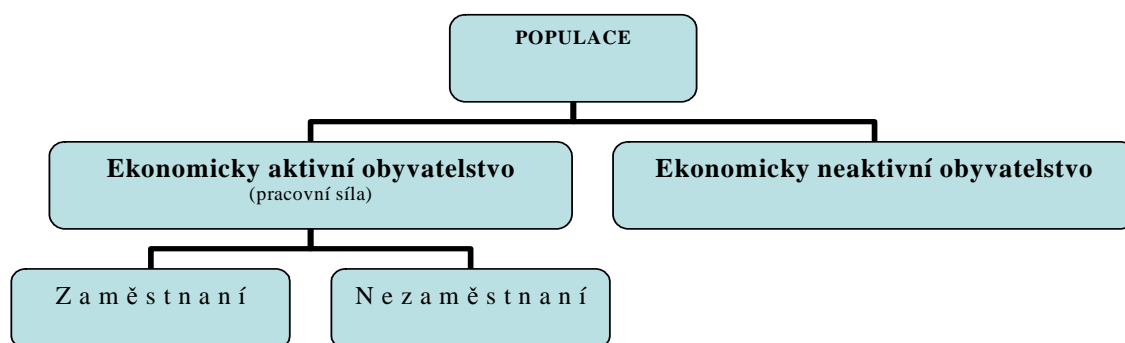 POPULACE
Ekonomicky aktivní obyvatelstvo
(pracovní síla)
Ekonomicky neaktivní obyvatelstvo
Zaměstnaní
Nezaměstnaní